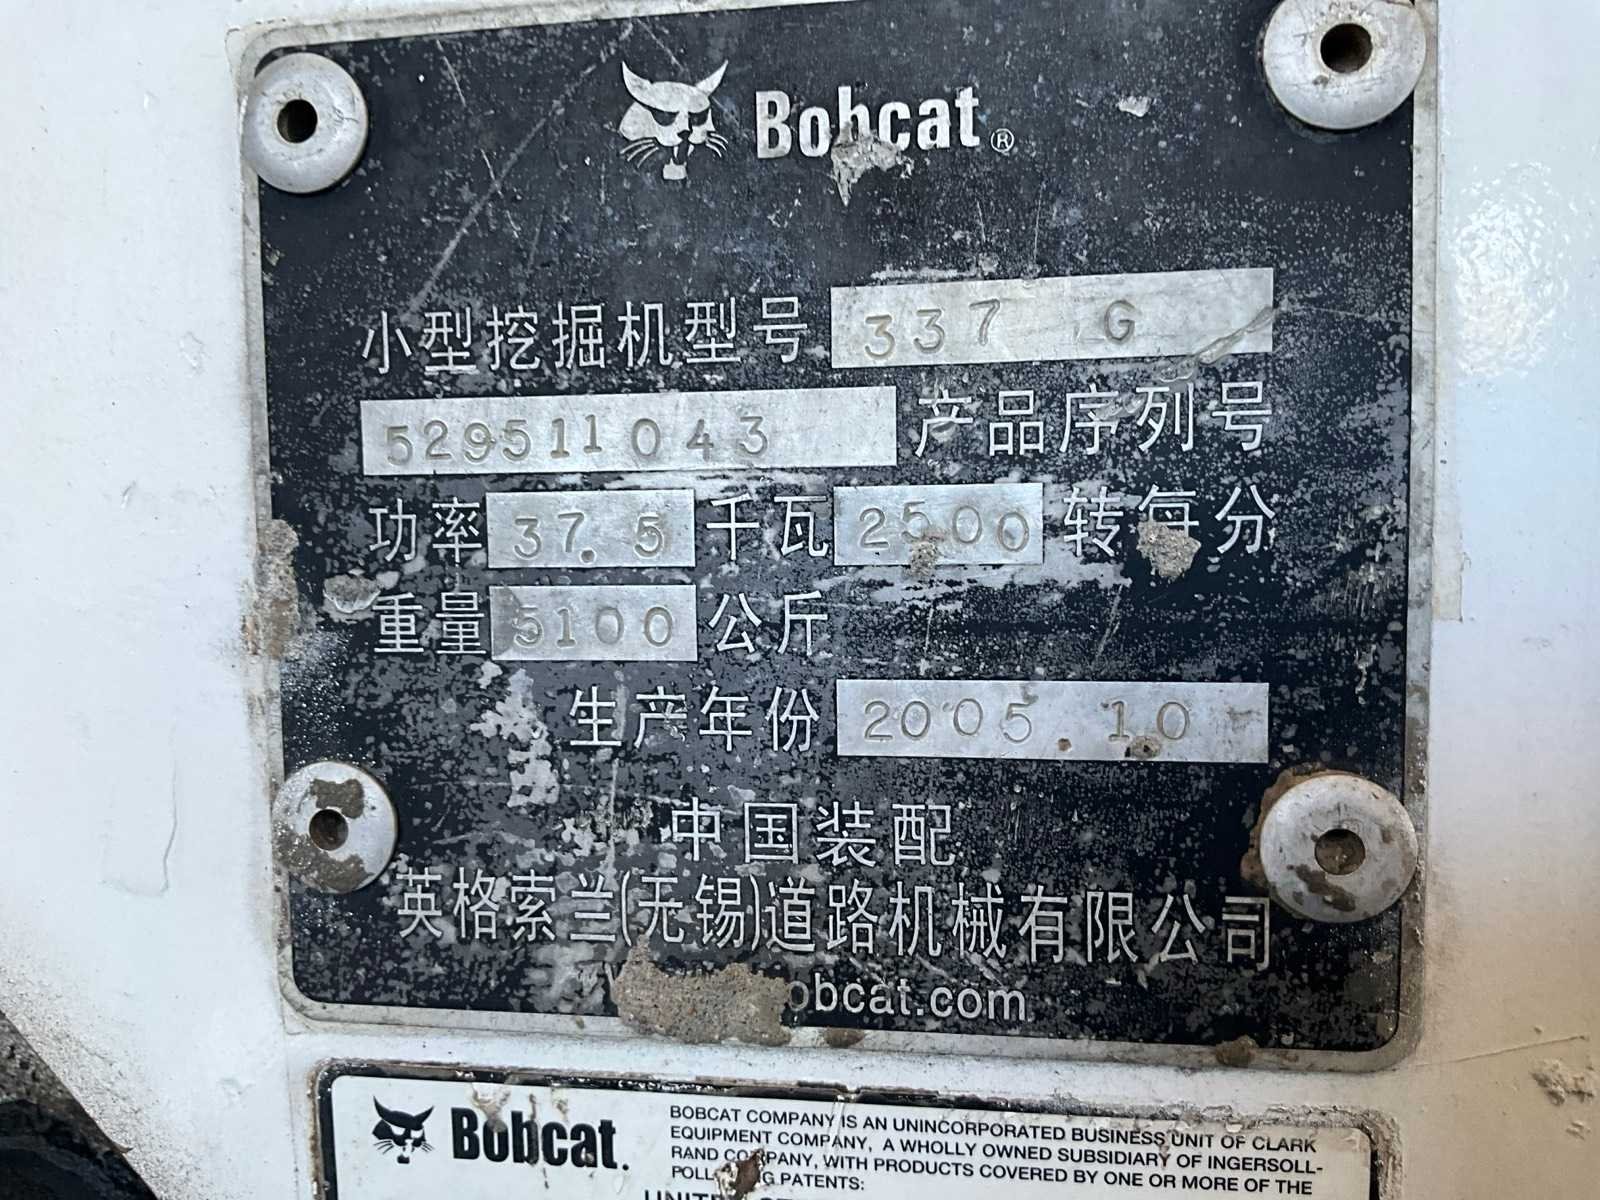 Bobcat®
小型挖掘机型号 337 G
529511043 产品序列号
功率 37.5 千瓦 2500 转每分
重量 5100 公斤
生产年份 2005.10
中国装配
英格索兰(无锡)道路机械有限公司
obcat.com
Bobcat.
BOBCAT COMPANY IS AN UNINCORPORATED BUSINESS UNIT OF CLARK
EQUIPMENT COMPANY, A WHOLLY OWNED SUBSIDIARY OF INGERSOLL-
RAND COMPANY, WITH PRODUCTS COVERED BY ONE OR MORE OF THE
PATENTS: